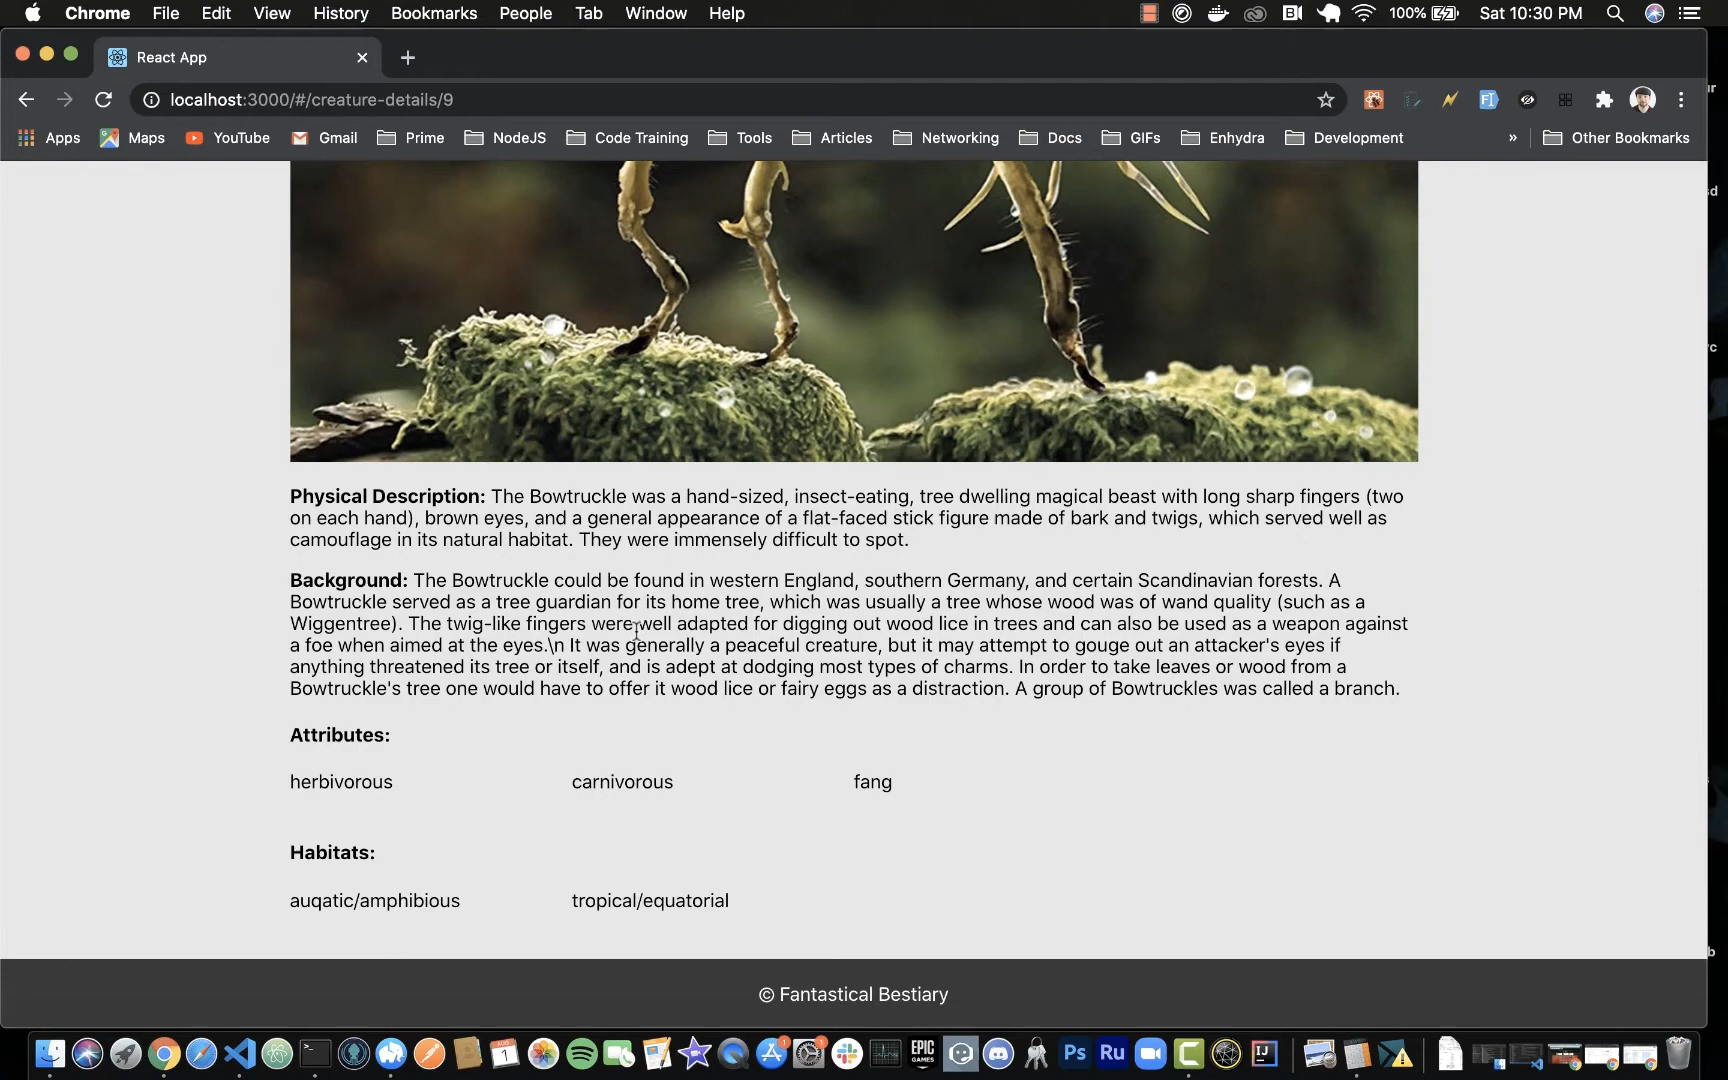 Chrome File Edit View History Bookmarks People Tab Window Help 100% Sat 10:30 PM
React App
localhost:3000/#/creature-details/9
Apps Maps YouTube Gmail Prime NodeJS Code Training Tools Articles Networking Docs GIFs Enhydra Development » Other Bookmarks
Physical Description: The Bowtruckle was a hand-sized, insect-eating, tree dwelling magical beast with long sharp fingers (two
on each hand), brown eyes, and a general appearance of a flat-faced stick figure made of bark and twigs, which served well as
camouflage in its natural habitat. They were immensely difficult to spot.
Background: The Bowtruckle could be found in western England, southern Germany, and certain Scandinavian forests. A
Bowtruckle served as a tree guardian for its home tree, which was usually a tree whose wood was of wand quality (such as a
Wiggentree). The twig-like fingers were well adapted for digging out wood lice in trees and can also be used as a weapon against
a foe when aimed at the eyes.\n It was generally a peaceful creature, but it may attempt to gouge out an attacker's eyes if
anything threatened its tree or itself, and is adept at dodging most types of charms. In order to take leaves or wood from a
Bowtruckle's tree one would have to offer it wood lice or fairy eggs as a distraction. A group of Bowtruckles was called a branch.
Attributes:
herbivorous carnivorous fang
Habitats:
auqatic/amphibious tropical/equatorial
© Fantastical Bestiary
EPIC GAMES Ps Ru IJ